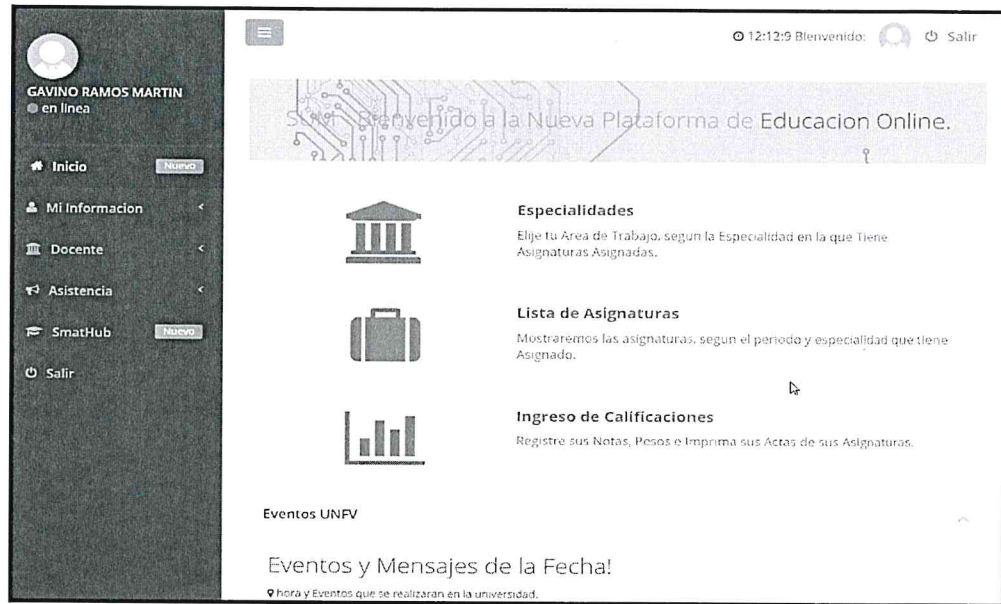 GAVINO RAMOS MARTIN
en linea
Inicio Nuevo
Mi Informacion
Docente
Asistencia
SmatHub Nuevo
Salir
12:12:9 Bienvenido: Salir
Bienvenido a la Nueva Plataforma de Educacion Online.
Especialidades
Elije tu Area de Trabajo, segun la Especialidad en la que Tiene
Asignaturas Asignadas.
Lista de Asignaturas
Mostraremos las asignaturas, segun el periodo y especialidad que tiene
Asignado.
Ingreso de Calificaciones
Registre sus Notas, Pesos e Imprima sus Actas de sus Asignaturas.
Eventos UNFV
Eventos y Mensajes de la Fecha!
hora y Eventos que se realizaran en la universidad.